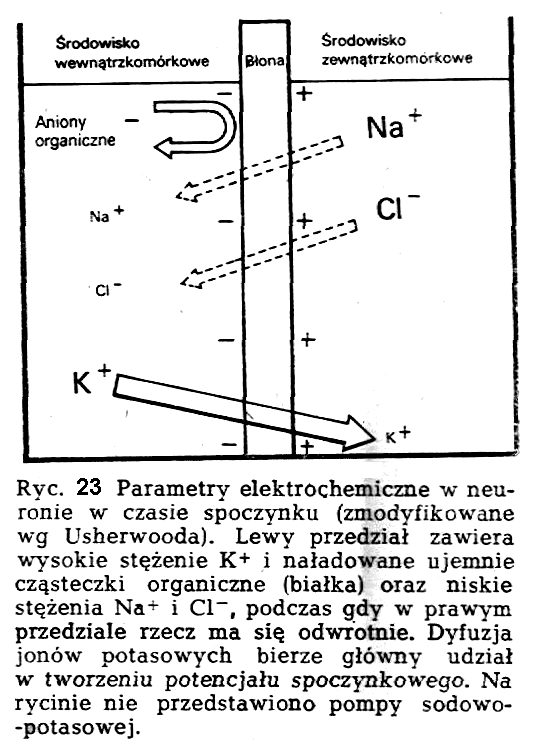 Środowisko
wewnątrzkomórkowe
Błona
Środowisko
zewnątrzkomórkowe
− +
Aniony −
organiczne
Na +
Na +
− +
Cl −
Cl −
− +
K +
K +
− +
Ryc. 23 Parametry elektrochemiczne w neu-
ronie w czasie spoczynku (zmodyfikowane
wg Usherwooda). Lewy przedział zawiera
wysokie stężenie K+ i naładowane ujemnie
cząsteczki organiczne (białka) oraz niskie
stężenia Na+ i Cl−, podczas gdy w prawym
przedziale rzecz ma się odwrotnie. Dyfuzja
jonów potasowych bierze główny udział
w tworzeniu potencjału spoczynkowego. Na
rycinie nie przedstawiono pompy sodowo-
-potasowej.